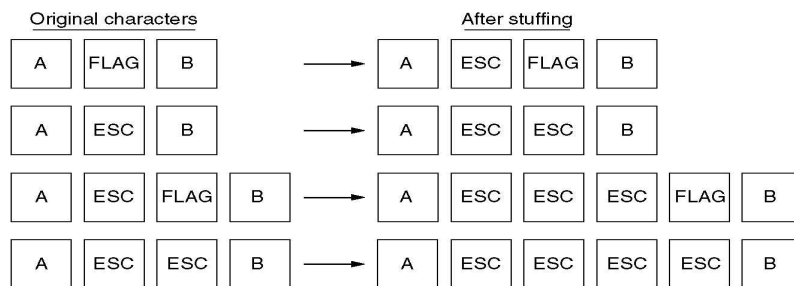 Original characters After stuffing
A FLAG B A ESC FLAG B
A ESC B A ESC ESC B
A ESC FLAG B A ESC ESC ESC FLAG B
A ESC ESC B A ESC ESC ESC ESC B